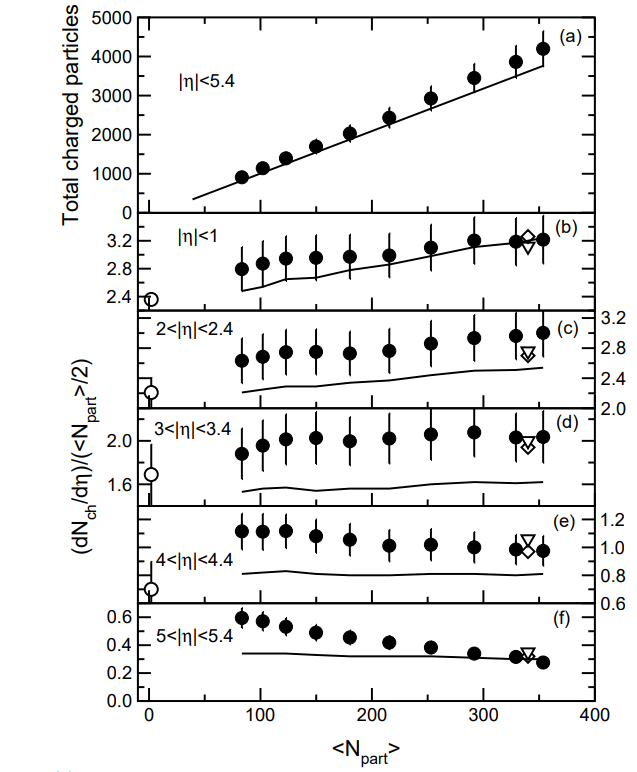 Total charged particles
5000
4000
3000
2000
1000
0
|η|<5.4
(a)
|η|<1
(b)
3.2
2.8
2.4
2<|η|<2.4
(c)
3.2
2.8
2.4
2.0
(dN_ch/dη)/(<N_part>/2)
3<|η|<3.4
(d)
2.0
1.6
4<|η|<4.4
(e)
1.2
1.0
0.8
0.6
5<|η|<5.4
(f)
0.6
0.4
0.2
0.0
0 100 200 300 400
<N_part>